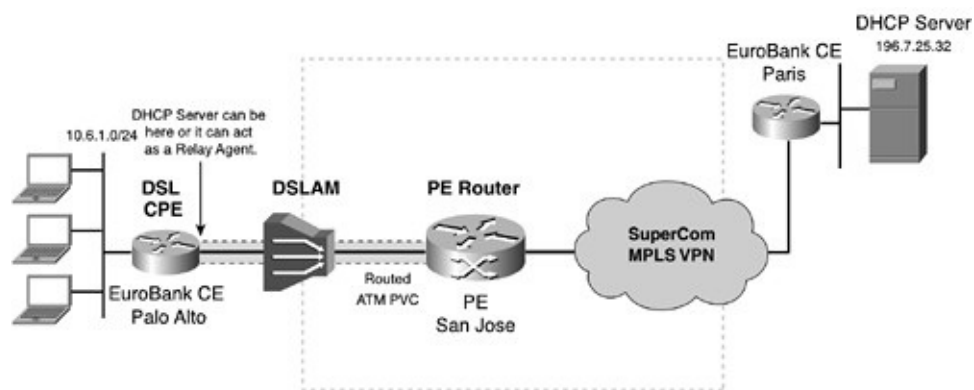 DHCP Server
196.7.25.32
EuroBank CE
Paris
DHCP Server can be
here or it can act
as a Relay Agent.
10.6.1.0/24
DSL
CPE
DSLAM
PE Router
SuperCom
MPLS VPN
Routed
ATM PVC
EuroBank CE
Palo Alto
PE
San Jose